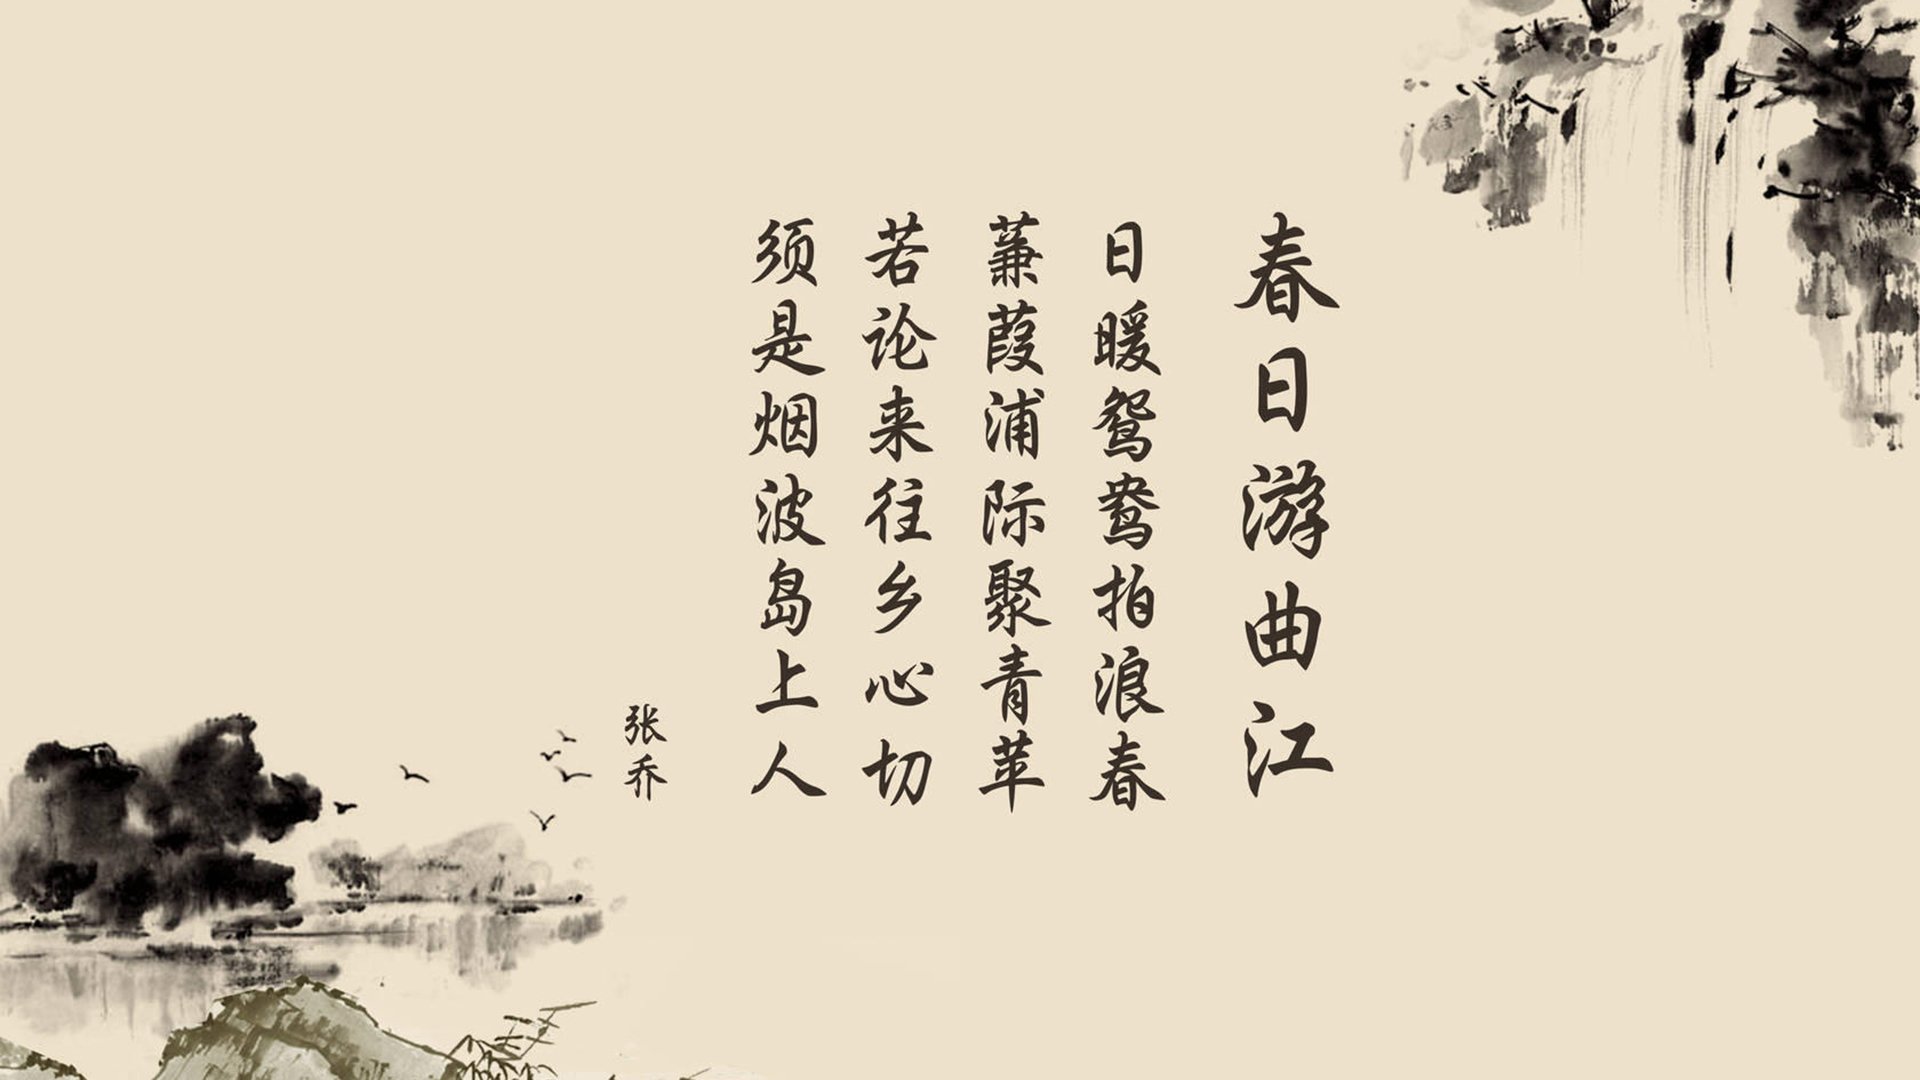 春日游曲江
日暖鸳鸯拍浪春
蒹葭浦际聚青苹
若论来往乡心切
须是烟波岛上人
张乔